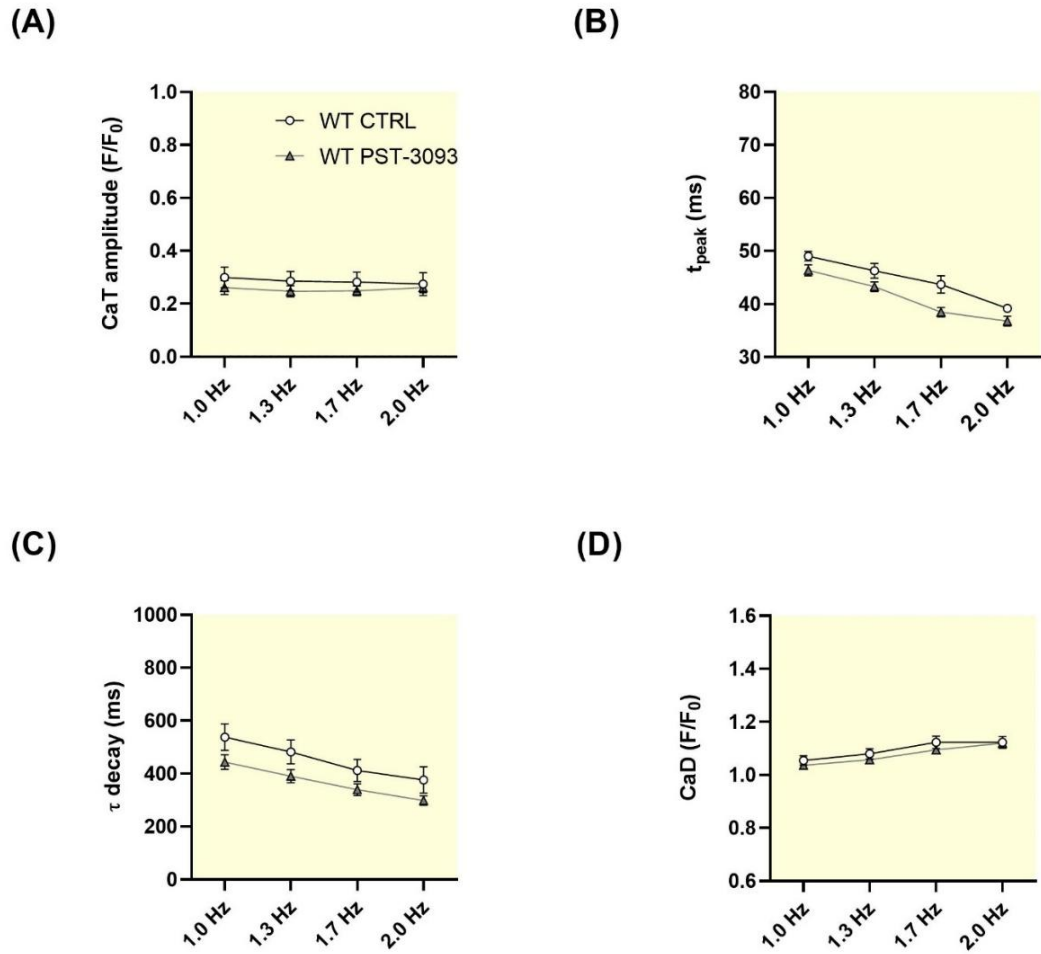 (A)
CaT amplitude (F/F0)
1.0
0.8
0.6
0.4
0.2
0.0
WT CTRL
WT PST-3093
1.0 Hz
1.3 Hz
1.7 Hz
2.0 Hz
(B)
tpeak (ms)
80
70
60
50
40
30
1.0 Hz
1.3 Hz
1.7 Hz
2.0 Hz
(C)
τ decay (ms)
1000
800
600
400
200
0
1.0 Hz
1.3 Hz
1.7 Hz
2.0 Hz
(D)
CaD (F/F0)
1.6
1.4
1.2
1.0
0.8
0.6
1.0 Hz
1.3 Hz
1.7 Hz
2.0 Hz